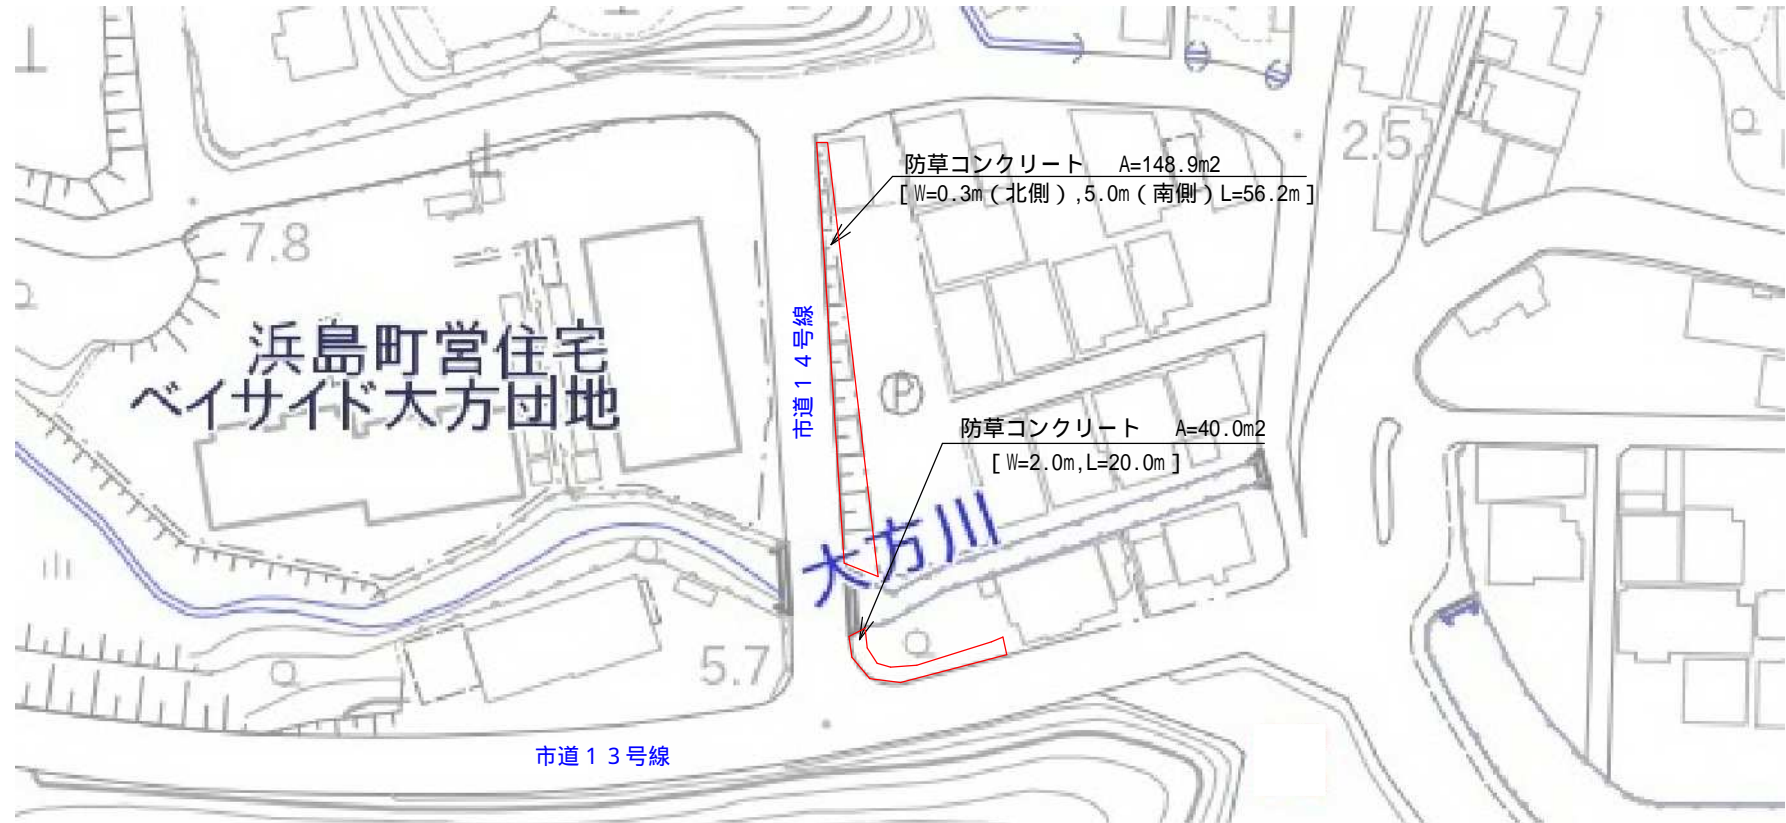 2.5
防草コンクリート　A=148.9m2
[ W=0.3m（北側）,5.0m（南側）L=56.2m ]
7.8
浜島町営住宅
ベイサイド大方団地
市道１４号線
P
防草コンクリート　A=40.0m2
[ W=2.0m,L=20.0m ]
大方川
5.7
市道１３号線